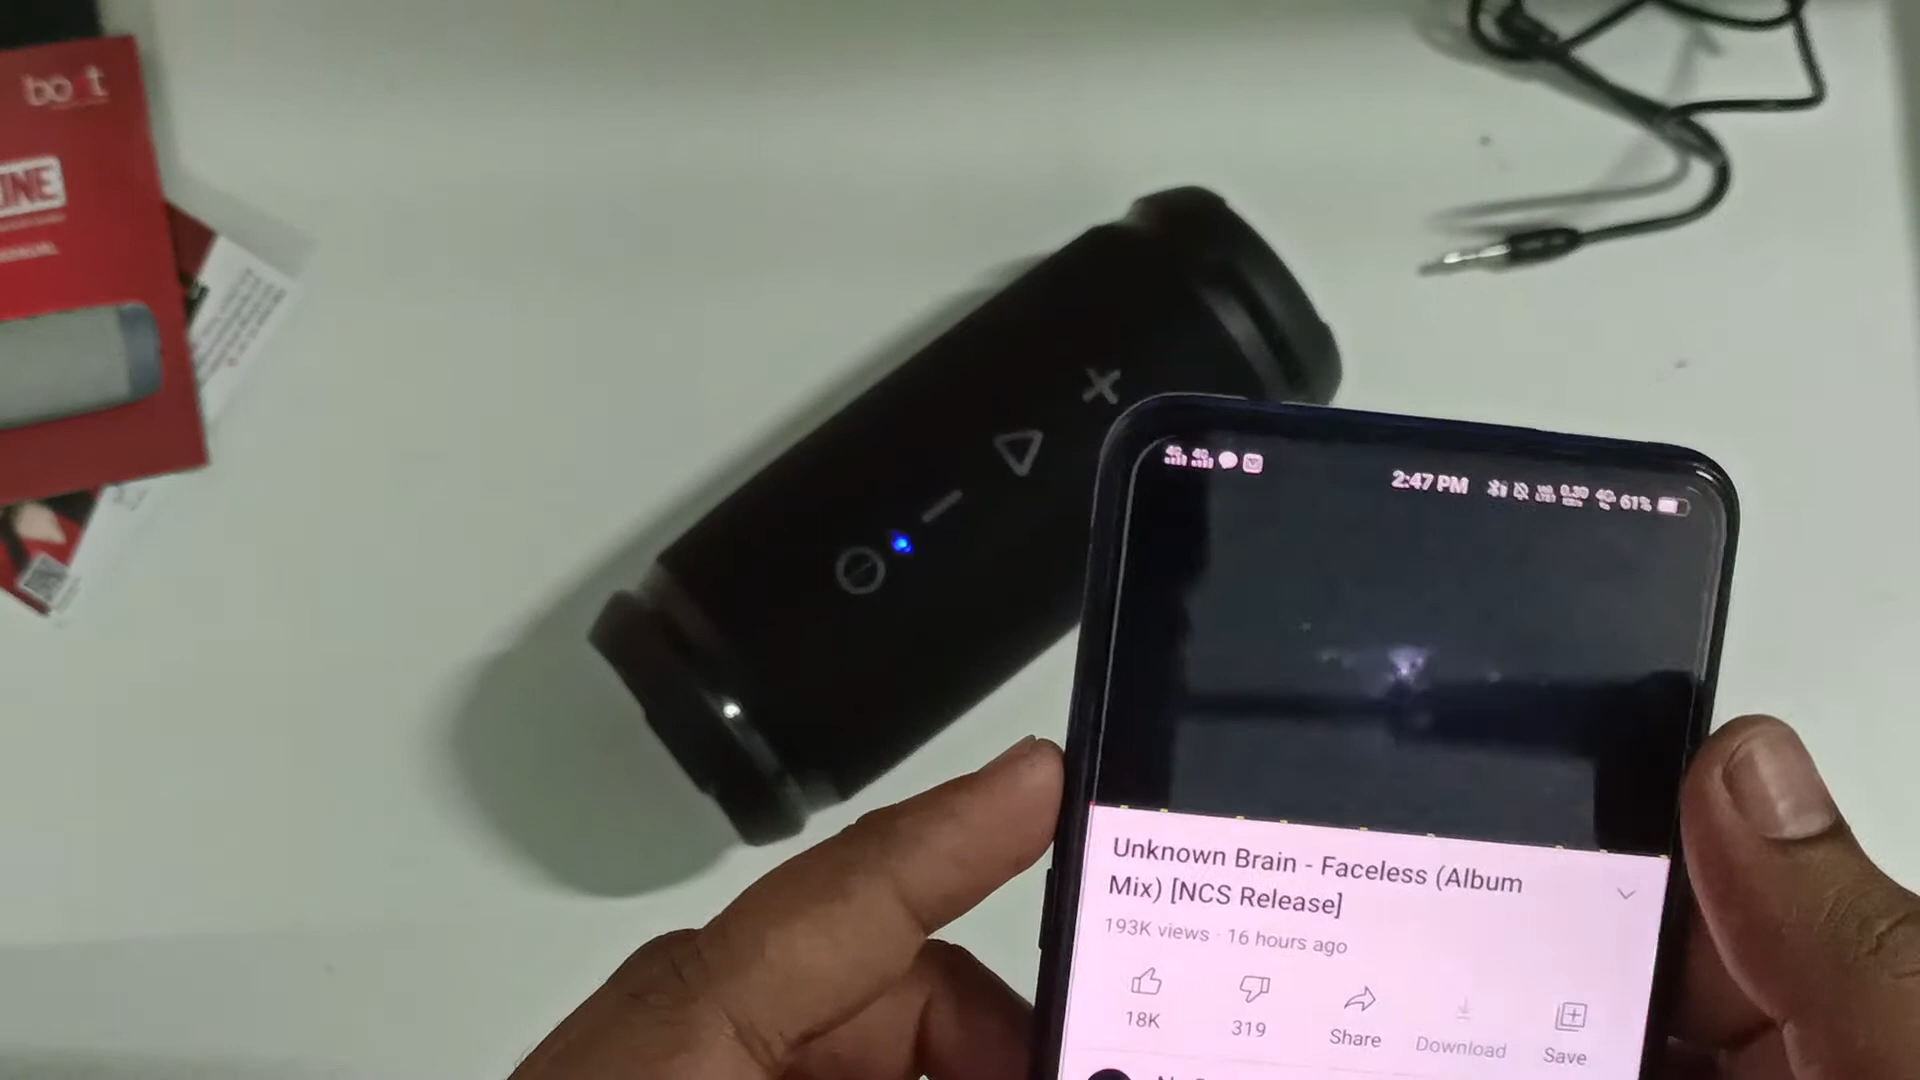 boat
2:47 PM
61%
Unknown Brain - Faceless (Album
Mix) [NCS Release]
193K views · 16 hours ago
18K
319
Share
Download
Save